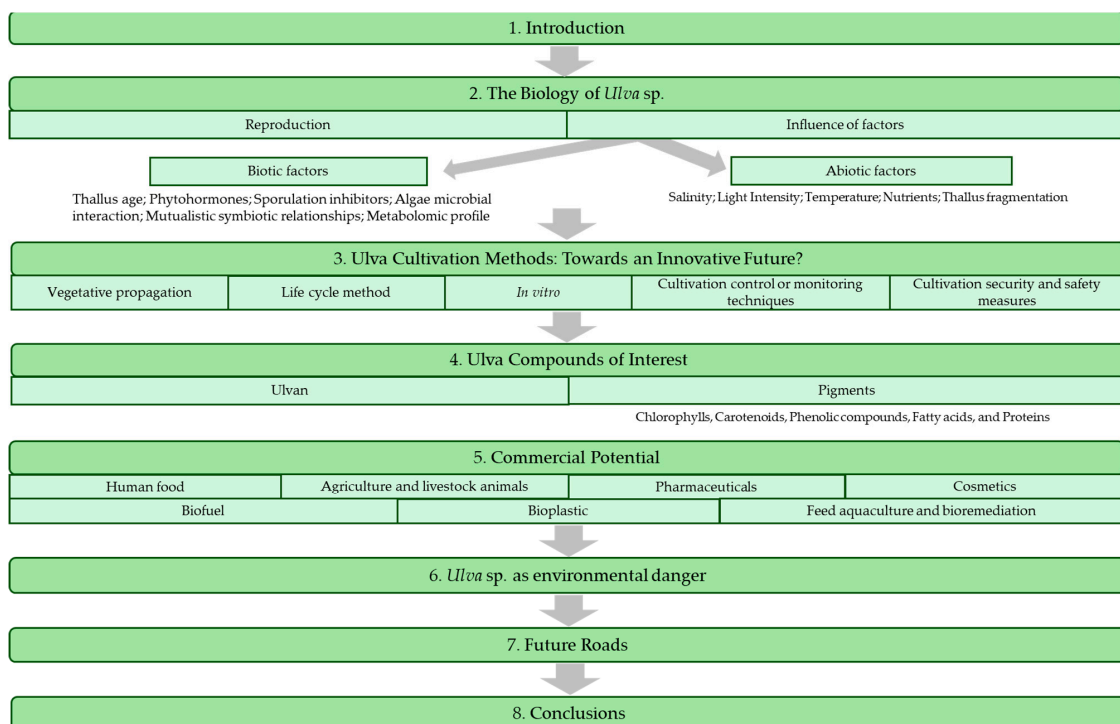 1. Introduction
2. The Biology of Ulva sp.
Reproduction
Influence of factors
Biotic factors
Abiotic factors
Thallus age; Phytohormones; Sporulation inhibitors; Algae microbial
interaction; Mutualistic symbiotic relationships; Metabolomic profile
Salinity; Light Intensity; Temperature; Nutrients; Thallus fragmentation
3. Ulva Cultivation Methods: Towards an Innovative Future?
Vegetative propagation
Life cycle method
In vitro
Cultivation control or monitoring
techniques
Cultivation security and safety
measures
4. Ulva Compounds of Interest
Ulvan
Pigments
Chlorophylls, Carotenoids, Phenolic compounds, Fatty acids, and Proteins
5. Commercial Potential
Human food
Agriculture and livestock animals
Pharmaceuticals
Cosmetics
Biofuel
Bioplastic
Feed aquaculture and bioremediation
6. Ulva sp. as environmental danger
7. Future Roads
8. Conclusions